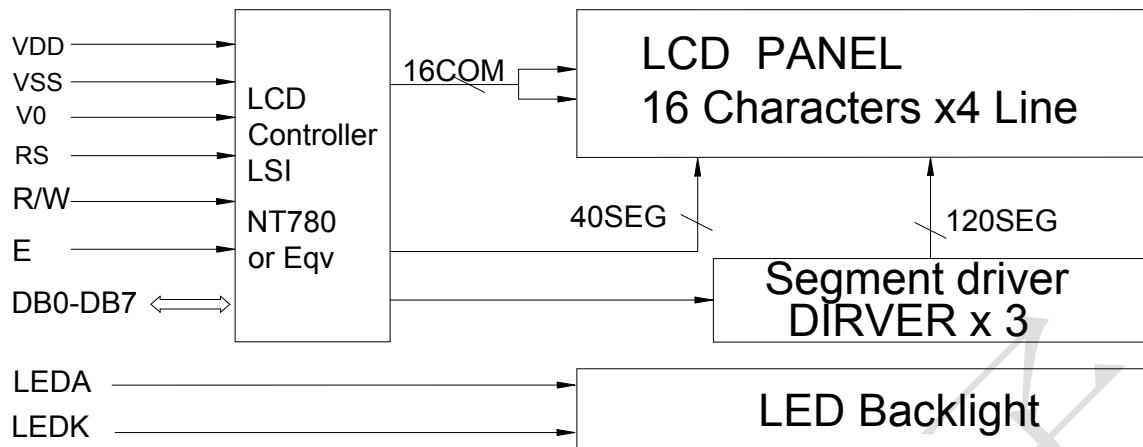 VDD
VSS
V0
RS
R/W
E
DB0-DB7
LEDA
LEDK
LCD
Controller
LSI
NT780
or Eqv
16COM
LCD PANEL
16 Characters x4 Line
40SEG
120SEG
Segment driver
DIRVER x 3
LED Backlight